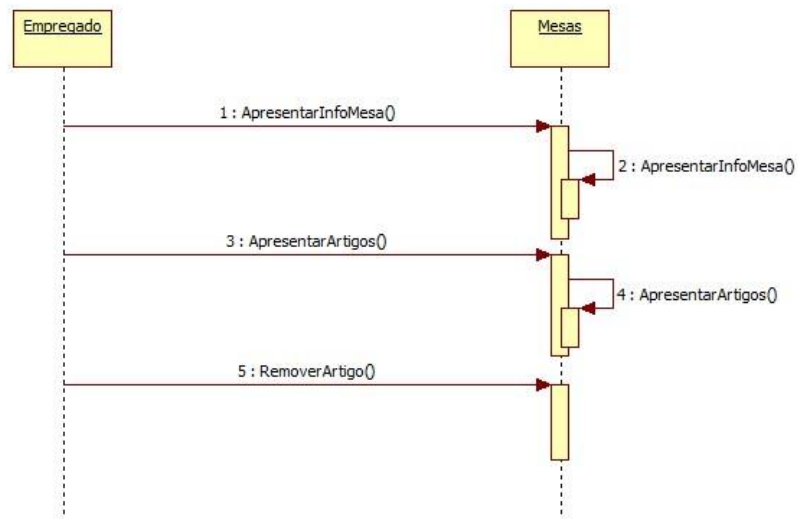 Empregado
Mesas
1 : ApresentarInfoMesa()
2 : ApresentarInfoMesa()
3 : ApresentarArtigos()
4 : ApresentarArtigos()
5 : RemoverArtigo()